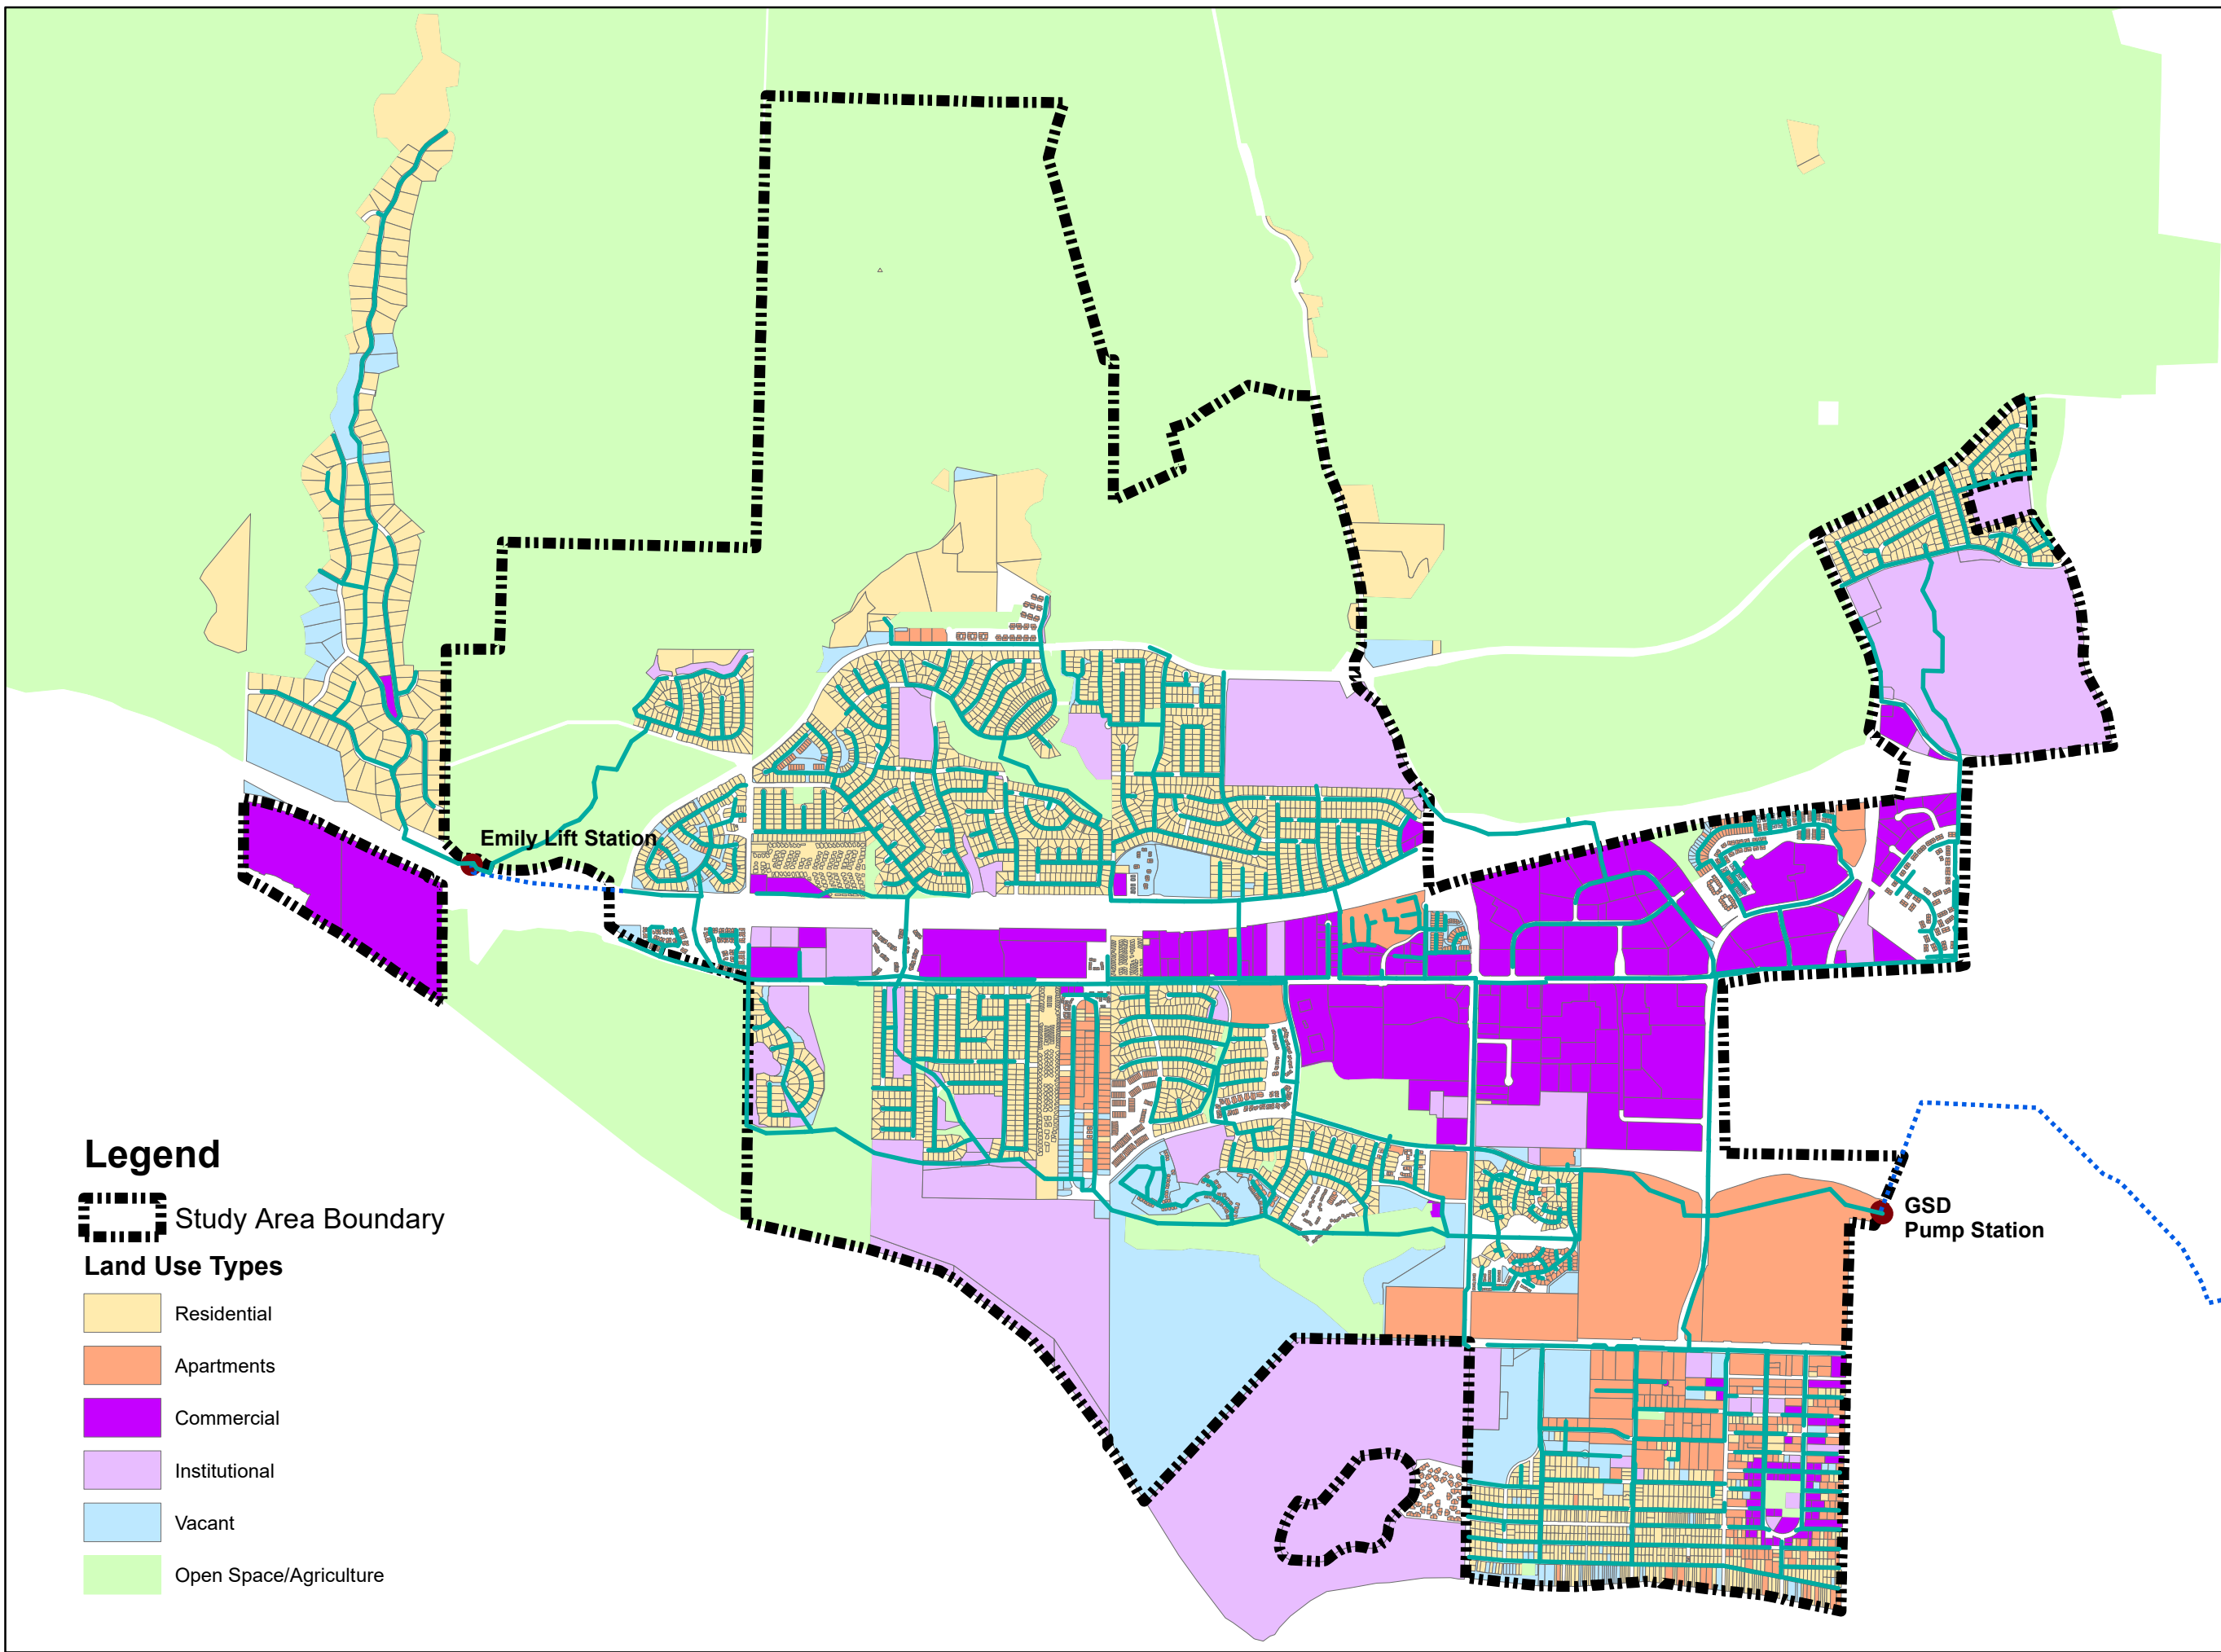 Emily Lift Station
GSD
Pump Station
Legend
Study Area Boundary
Land Use Types
Residential
Apartments
Commercial
Institutional
Vacant
Open Space/Agriculture